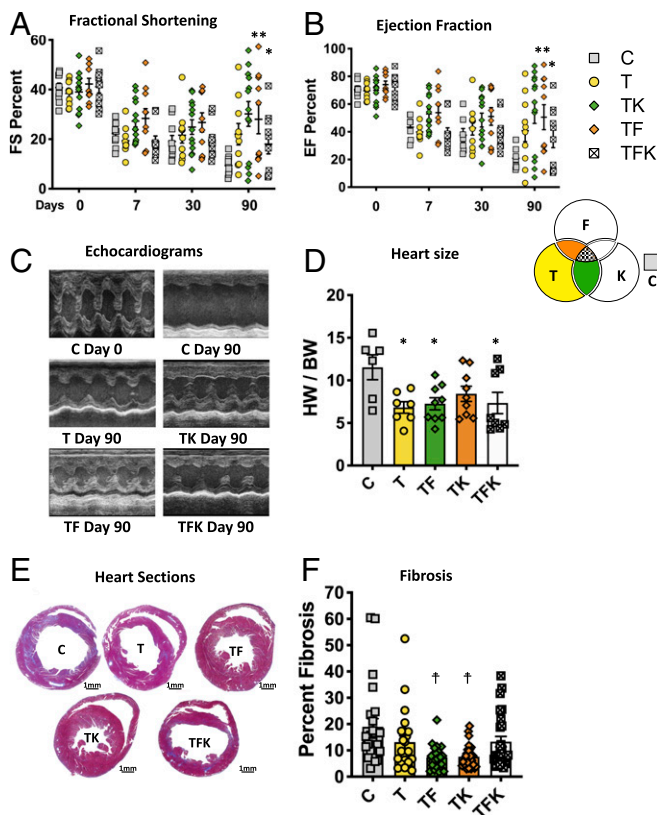 A
Fractional Shortening
**
*
60
40
20
0
FS Percent
Days
0
7
30
90
B
Ejection Fraction
**
*
100
80
60
40
20
0
EF Percent
0
7
30
90
C
T
TK
TF
TFK
F
T
K
C
C
Echocardiograms
C Day 0
C Day 90
T Day 90
TK Day 90
TF Day 90
TFK Day 90
D
Heart size
20
15
10
5
0
HW / BW
*
*
*
C
T
TF
TK
TFK
E
Heart Sections
C
1mm
T
1mm
TF
1mm
TK
1mm
TFK
1mm
F
Fibrosis
70
60
50
40
30
20
10
0
Percent Fibrosis
†
†
C
T
TF
TK
TFK